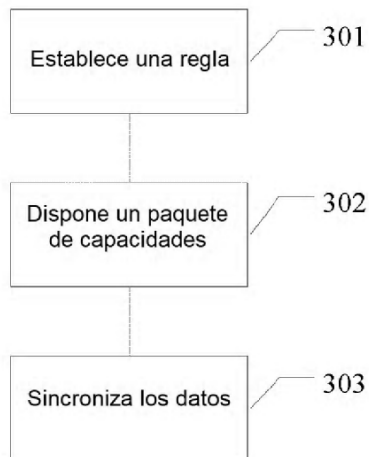 Establece una regla
301
Dispone un paquete
de capacidades
302
Sincroniza los datos
303